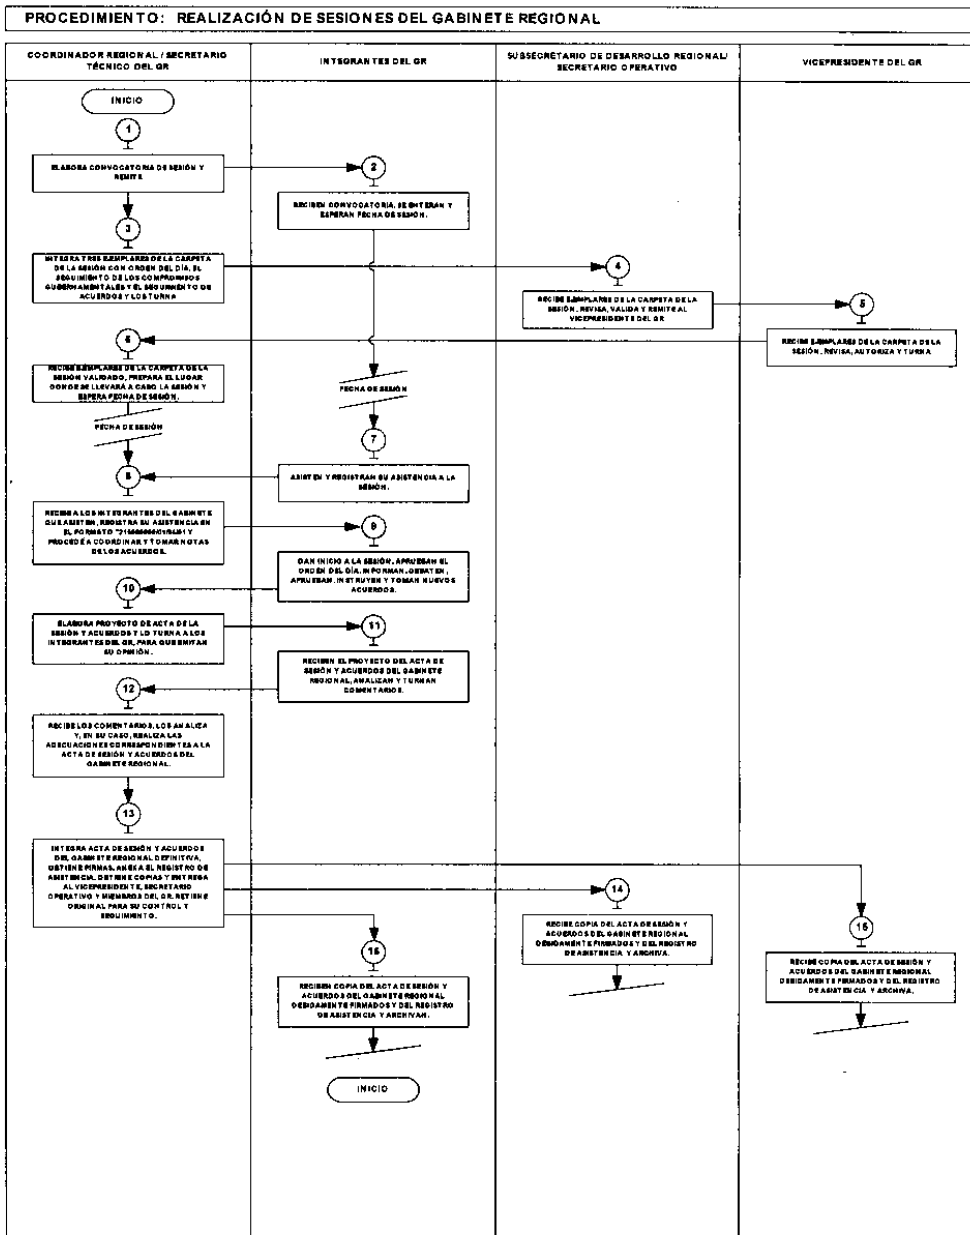 PROCEDIMIENTO: REALIZACIÓN DE SESIONES DEL GABINETE REGIONAL
COORDINADOR REGIONAL / SECRETARIO
TÉCNICO DEL GR
INTEGRANTES DEL GR
SUBSECRETARIO DE DESARROLLO REGIONAL/
SECRETARIO OPERATIVO
VICEPRESIDENTE DEL GR
INICIO
1
ELABORA CONVOCATORIA DE SESIÓN Y
REMITE
2
RECIBEN CONVOCATORIA, SE ENTERAN Y
ESPERAN FECHA DE SESIÓN.
3
INTEGRA TRES EJEMPLARES DE LA CARPETA
DE LA SESIÓN CON ORDEN DEL DÍA, EL
SEGUIMIENTO DE LOS COMPROMISOS
GUBERNAMENTALES Y EL SEGUIMIENTO DE
ACUERDOS Y LOS TURNA
4
RECIBE EJEMPLARES DE LA CARPETA DE LA
SESIÓN, REVISA, VALIDA Y REMITE AL
VICEPRESIDENTE DEL GR
5
RECIBE EJEMPLARES DE LA CARPETA DE LA
SESIÓN, REVISA, AUTORIZA Y TURNA
6
RECIBE EJEMPLARES DE LA CARPETA DE LA
SESIÓN VALIDADO, PREPARA EL LUGAR
DONDE SE LLEVARÁ A CABO LA SESIÓN Y
ESPERA FECHA DE SESIÓN.
FECHA DE SESIÓN
FECHA DE SESIÓN
7
ASISTEN Y REGISTRAN SU ASISTENCIA A LA
SESIÓN.
8
RECIBE A LOS INTEGRANTES DEL GABINETE
QUE ASISTEN, REGISTRA SU ASISTENCIA EN
EL FORMATO
PROCEDE A COORDINAR Y TOMAR NOTAS
DE LOS ACUERDOS.
9
DAN INICIO A LA SESIÓN, APRUEBAN EL
ORDEN DEL DÍA, INFORMAN, DEBATEN,
APRUEBAN, INSTRUYEN Y TOMAN NUEVOS
ACUERDOS.
10
ELABORA PROYECTO DE ACTA DE LA
SESIÓN Y ACUERDOS Y LO TURNA A LOS
INTEGRANTES DEL GR, PARA QUE EMITAN
SU OPINIÓN.
11
RECIBEN EL PROYECTO DEL ACTA DE
SESIÓN Y ACUERDOS DEL GABINETE
REGIONAL, ANALIZAN Y TURNAN
COMENTARIOS.
12
RECIBE LOS COMENTARIOS, LOS ANALIZA
Y, EN SU CASO, REALIZA LAS
ADECUACIONES CORRESPONDIENTES A LA
ACTA DE SESIÓN Y ACUERDOS DEL
GABINETE REGIONAL.
13
INTEGRA ACTA DE SESIÓN Y ACUERDOS
DEL GABINETE REGIONAL DEFINITIVA,
OBTIENE FIRMAS, ANEXA EL REGISTRO DE
ASISTENCIA, OBTIENE COPIAS Y ENTREGA
AL VICEPRESIDENTE, SECRETARIO
OPERATIVO Y MIEMBROS DEL GR. RETIENE
ORIGINAL PARA SU CONTROL Y
SEGUIMIENTO.
14
RECIBE COPIA DEL ACTA DE SESIÓN Y
ACUERDOS DEL GABINETE REGIONAL
DEBIDAMENTE FIRMADOS Y DEL REGISTRO
DE ASISTENCIA Y ARCHIVA.
15
RECIBE COPIA DEL ACTA DE SESIÓN Y
ACUERDOS DEL GABINETE REGIONAL
DEBIDAMENTE FIRMADOS Y DEL REGISTRO
DE ASISTENCIA Y ARCHIVA.
RECIBEN COPIA DEL ACTA DE SESIÓN Y
ACUERDOS DEL GABINETE REGIONAL
DEBIDAMENTE FIRMADOS Y DEL REGISTRO
DE ASISTENCIA Y ARCHIVAN.
INICIO